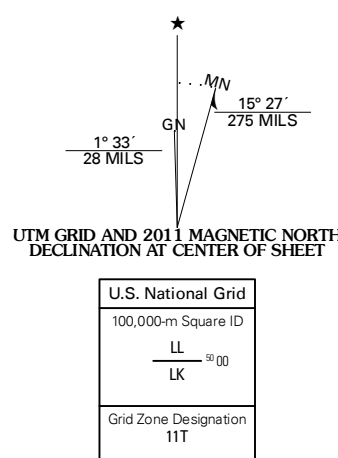 ★
MN
GN
15° 27´
275 MILS
1° 33´
28 MILS
UTM GRID AND 2011 MAGNETIC NORTH
DECLINATION AT CENTER OF SHEET
U.S. National Grid
100,000-m Square ID
LL
50 00
LK
Grid Zone Designation
11T